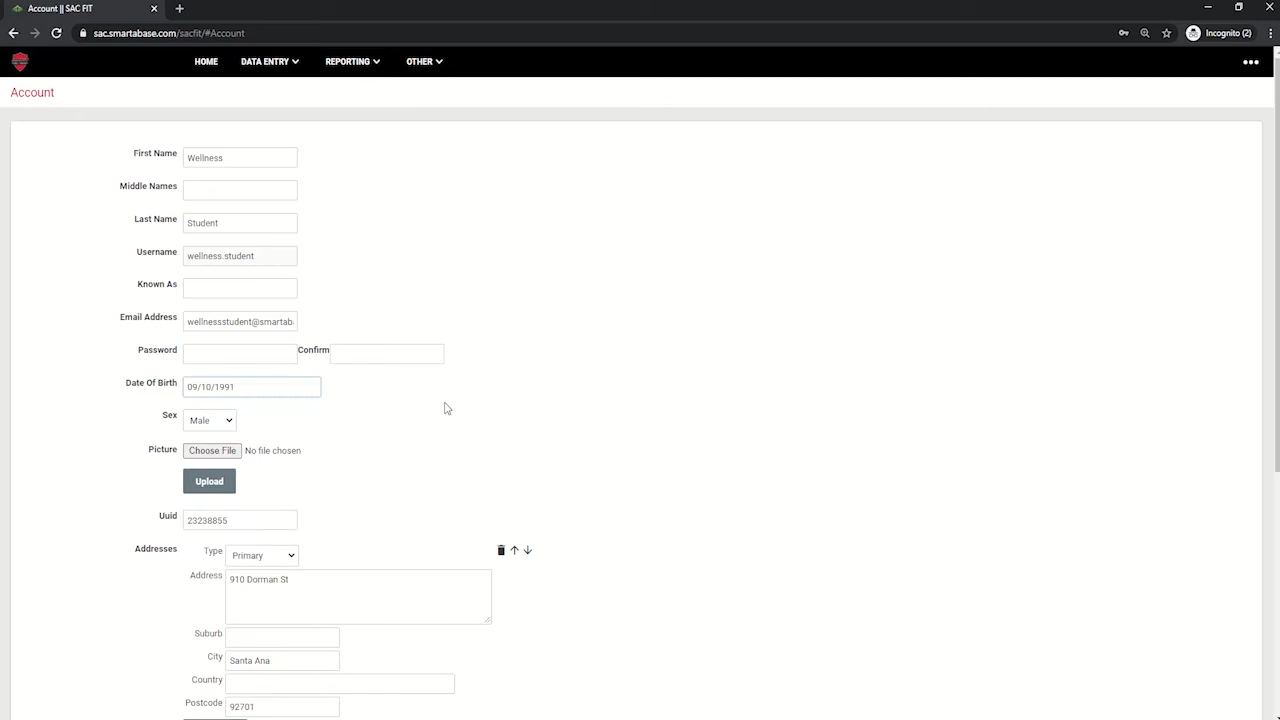 Account || SAC FIT
sac.smartabase.com/sacfit/#Account
Incognito (2)
HOME DATA ENTRY REPORTING OTHER
Account
First Name Wellness
Middle Names
Last Name Student
Username wellness.student
Known As
Email Address wellnessstudent@smartab
Password Confirm
Date Of Birth 09/10/1991
Sex Male
Picture Choose File No file chosen
Upload
Uuid 23238855
Addresses Type Primary
Address 910 Dorman St
Suburb
City Santa Ana
Country
Postcode 92701